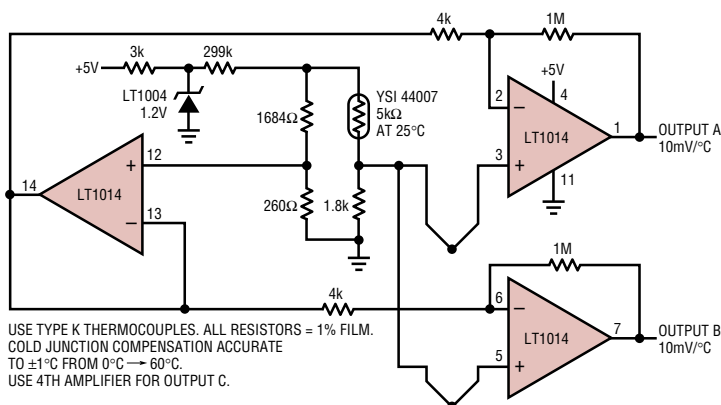 4k
1M
3k
299k
+5V
+5V
LT1004
1.2V
1684Ω
YSI 44007
5kΩ
AT 25°C
2
–
4
LT1014
1
OUTPUT A
10mV/°C
3
+
11
12
+
14
LT1014
13
–
260Ω
1.8k
1M
4k
6
–
LT1014
7
OUTPUT B
10mV/°C
5
+
USE TYPE K THERMOCOUPLES. ALL RESISTORS = 1% FILM.
COLD JUNCTION COMPENSATION ACCURATE
TO ±1°C FROM 0°C → 60°C.
USE 4TH AMPLIFIER FOR OUTPUT C.